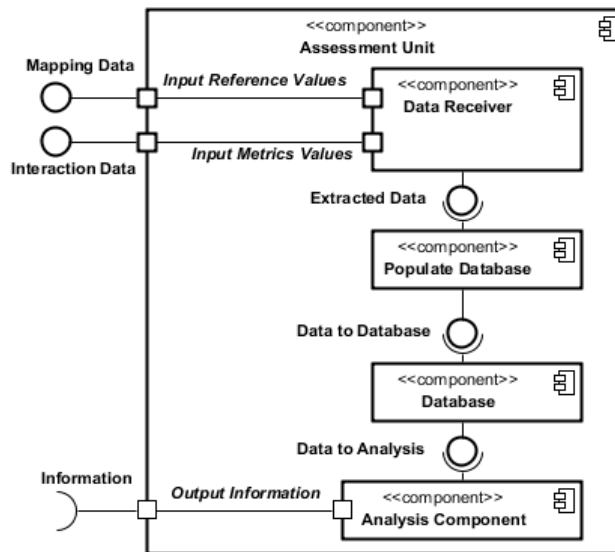 <<component>>
Assessment Unit
Mapping Data
Input Reference Values
<<component>>
Data Receiver
Input Metrics Values
Interaction Data
Extracted Data
<<component>>
Populate Database
Data to Database
<<component>>
Database
Data to Analysis
Information
Output Information
<<component>>
Analysis Component